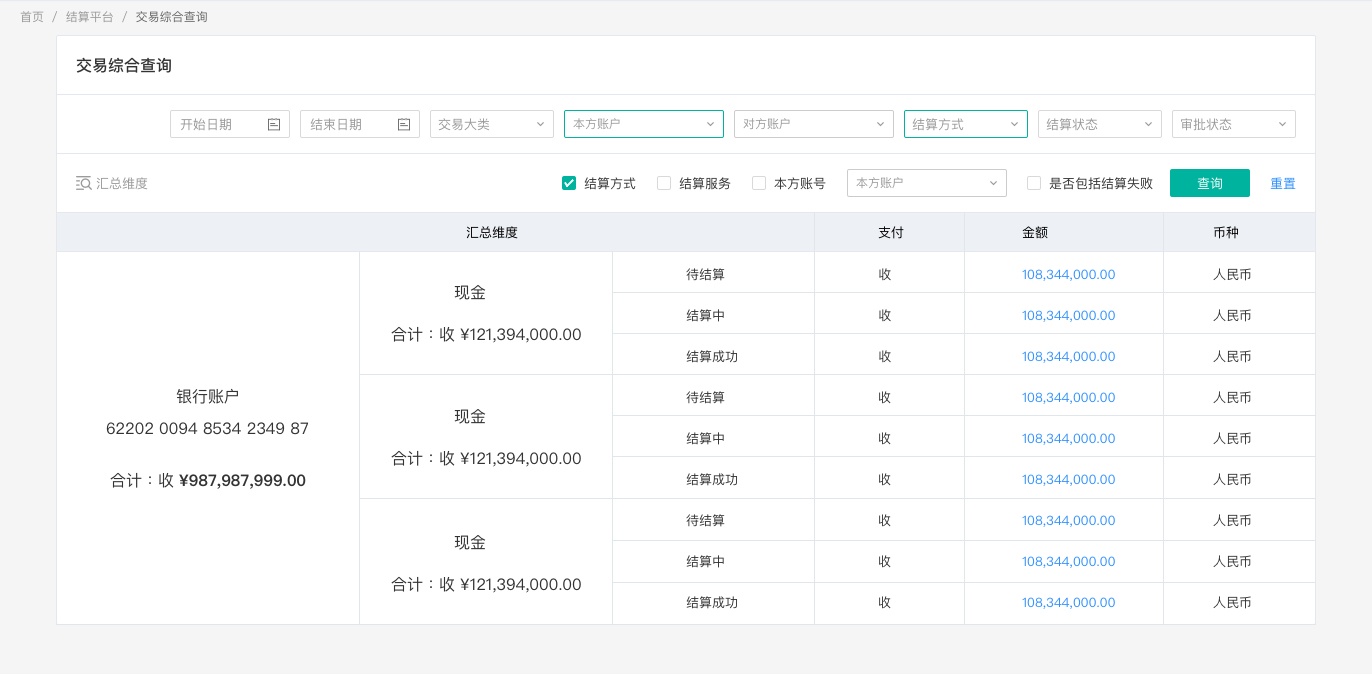 首页 / 结算平台 / 交易综合查询
交易综合查询
开始日期 结束日期 交易大类 本方账户 对方账户 结算方式 结算状态 审批状态
汇总维度 结算方式 结算服务 本方账号 本方账户 是否包括结算失败 查询 重置
汇总维度 支付 金额 币种
银行账户
62202 0094 8534 2349 87
合计：收 ¥987,987,999.00
现金
合计：收 ¥121,394,000.00
待结算 收 108,344,000.00 人民币
结算中 收 108,344,000.00 人民币
结算成功 收 108,344,000.00 人民币
现金
合计：收 ¥121,394,000.00
待结算 收 108,344,000.00 人民币
结算中 收 108,344,000.00 人民币
结算成功 收 108,344,000.00 人民币
现金
合计：收 ¥121,394,000.00
待结算 收 108,344,000.00 人民币
结算中 收 108,344,000.00 人民币
结算成功 收 108,344,000.00 人民币